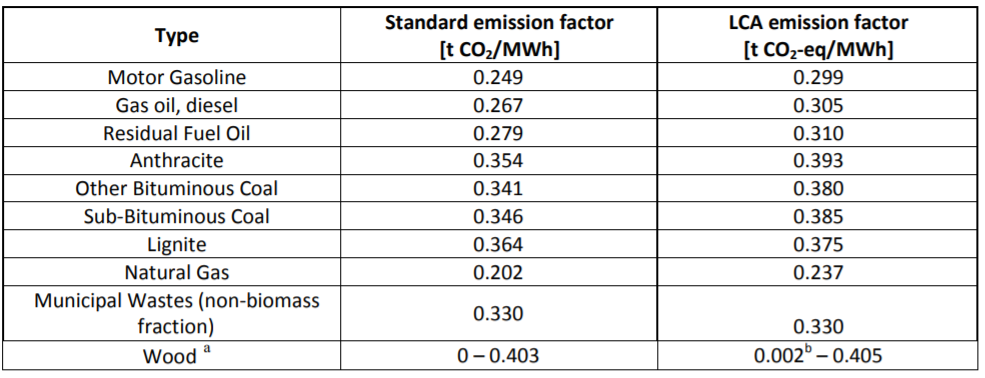 Type Standard emission factor [t CO₂/MWh] LCA emission factor [t CO₂-eq/MWh]
Motor Gasoline 0.249 0.299
Gas oil, diesel 0.267 0.305
Residual Fuel Oil 0.279 0.310
Anthracite 0.354 0.393
Other Bituminous Coal 0.341 0.380
Sub-Bituminous Coal 0.346 0.385
Lignite 0.364 0.375
Natural Gas 0.202 0.237
Municipal Wastes (non-biomass
fraction) 0.330 0.330
Wood ᵃ 0 – 0.403 0.002ᵇ – 0.405